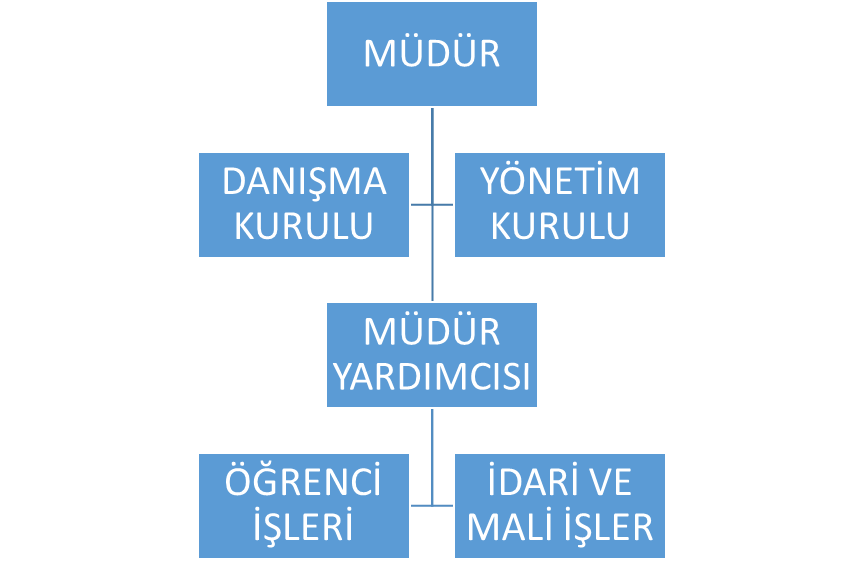 MÜDÜR
DANIŞMA
KURULU
YÖNETİM
KURULU
MÜDÜR
YARDIMCISI
ÖĞRENCİ
İŞLERİ
İDARİ VE
MALİ İŞLER